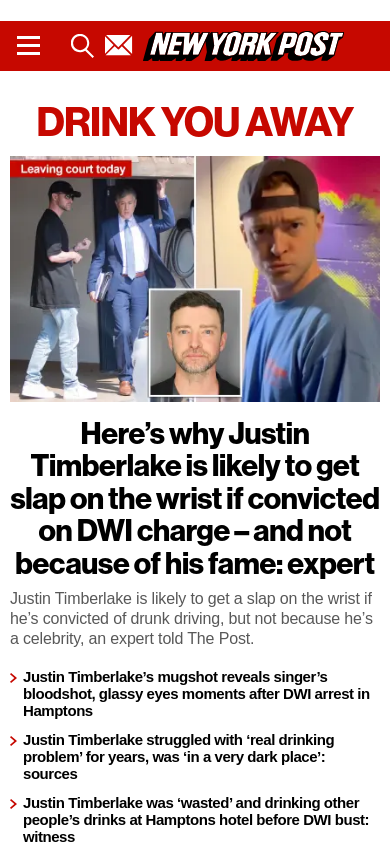 NEW YORK POST
DRINK YOU AWAY
Leaving court today
Here’s why Justin
Timberlake is likely to get
slap on the wrist if convicted
on DWI charge – and not
because of his fame: expert
Justin Timberlake is likely to get a slap on the wrist if
he’s convicted of drunk driving, but not because he’s
a celebrity, an expert told The Post.
Justin Timberlake’s mugshot reveals singer’s
bloodshot, glassy eyes moments after DWI arrest in
Hamptons
Justin Timberlake struggled with ‘real drinking
problem’ for years, was ‘in a very dark place’:
sources
Justin Timberlake was ‘wasted’ and drinking other
people’s drinks at Hamptons hotel before DWI bust:
witness